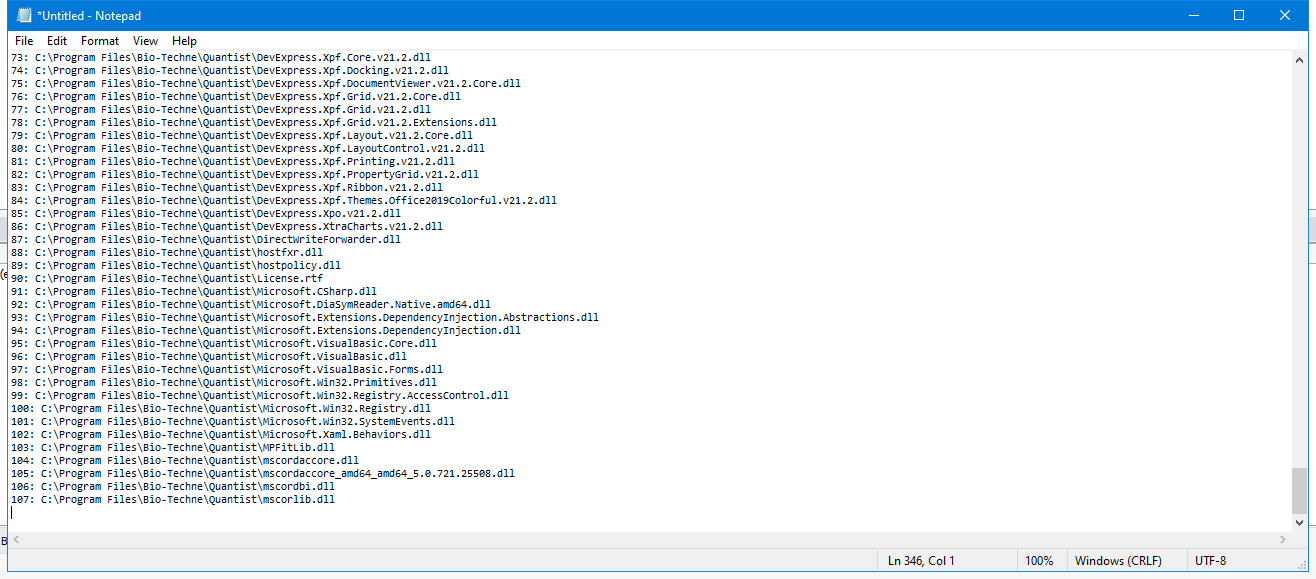 *Untitled - Notepad
File Edit Format View Help
73: C:\Program Files\Bio-Techne\Quantist\DevExpress.Xpf.Core.v21.2.dll
74: C:\Program Files\Bio-Techne\Quantist\DevExpress.Xpf.Docking.v21.2.dll
75: C:\Program Files\Bio-Techne\Quantist\DevExpress.Xpf.DocumentViewer.v21.2.Core.dll
76: C:\Program Files\Bio-Techne\Quantist\DevExpress.Xpf.Grid.v21.2.Core.dll
77: C:\Program Files\Bio-Techne\Quantist\DevExpress.Xpf.Grid.v21.2.dll
78: C:\Program Files\Bio-Techne\Quantist\DevExpress.Xpf.Grid.v21.2.Extensions.dll
79: C:\Program Files\Bio-Techne\Quantist\DevExpress.Xpf.Layout.v21.2.Core.dll
80: C:\Program Files\Bio-Techne\Quantist\DevExpress.Xpf.LayoutControl.v21.2.dll
81: C:\Program Files\Bio-Techne\Quantist\DevExpress.Xpf.Printing.v21.2.dll
82: C:\Program Files\Bio-Techne\Quantist\DevExpress.Xpf.PropertyGrid.v21.2.dll
83: C:\Program Files\Bio-Techne\Quantist\DevExpress.Xpf.Ribbon.v21.2.dll
84: C:\Program Files\Bio-Techne\Quantist\DevExpress.Xpf.Themes.Office2019Colorful.v21.2.dll
85: C:\Program Files\Bio-Techne\Quantist\DevExpress.Xpo.v21.2.dll
86: C:\Program Files\Bio-Techne\Quantist\DevExpress.XtraCharts.v21.2.dll
87: C:\Program Files\Bio-Techne\Quantist\DirectWriteForwarder.dll
88: C:\Program Files\Bio-Techne\Quantist\hostfxr.dll
89: C:\Program Files\Bio-Techne\Quantist\hostpolicy.dll
90: C:\Program Files\Bio-Techne\Quantist\License.rtf
91: C:\Program Files\Bio-Techne\Quantist\Microsoft.CSharp.dll
92: C:\Program Files\Bio-Techne\Quantist\Microsoft.DiaSymReader.Native.amd64.dll
93: C:\Program Files\Bio-Techne\Quantist\Microsoft.Extensions.DependencyInjection.Abstractions.dll
94: C:\Program Files\Bio-Techne\Quantist\Microsoft.Extensions.DependencyInjection.dll
95: C:\Program Files\Bio-Techne\Quantist\Microsoft.VisualBasic.Core.dll
96: C:\Program Files\Bio-Techne\Quantist\Microsoft.VisualBasic.dll
97: C:\Program Files\Bio-Techne\Quantist\Microsoft.VisualBasic.Forms.dll
98: C:\Program Files\Bio-Techne\Quantist\Microsoft.Win32.Primitives.dll
99: C:\Program Files\Bio-Techne\Quantist\Microsoft.Win32.Registry.AccessControl.dll
100: C:\Program Files\Bio-Techne\Quantist\Microsoft.Win32.Registry.dll
101: C:\Program Files\Bio-Techne\Quantist\Microsoft.Win32.SystemEvents.dll
102: C:\Program Files\Bio-Techne\Quantist\Microsoft.Xaml.Behaviors.dll
103: C:\Program Files\Bio-Techne\Quantist\MPFitLib.dll
104: C:\Program Files\Bio-Techne\Quantist\mscordaccore.dll
105: C:\Program Files\Bio-Techne\Quantist\mscordaccore_amd64_amd64_5.0.721.25508.dll
106: C:\Program Files\Bio-Techne\Quantist\mscordbi.dll
107: C:\Program Files\Bio-Techne\Quantist\mscorlib.dll
Ln 346, Col 1 100% Windows (CRLF) UTF-8